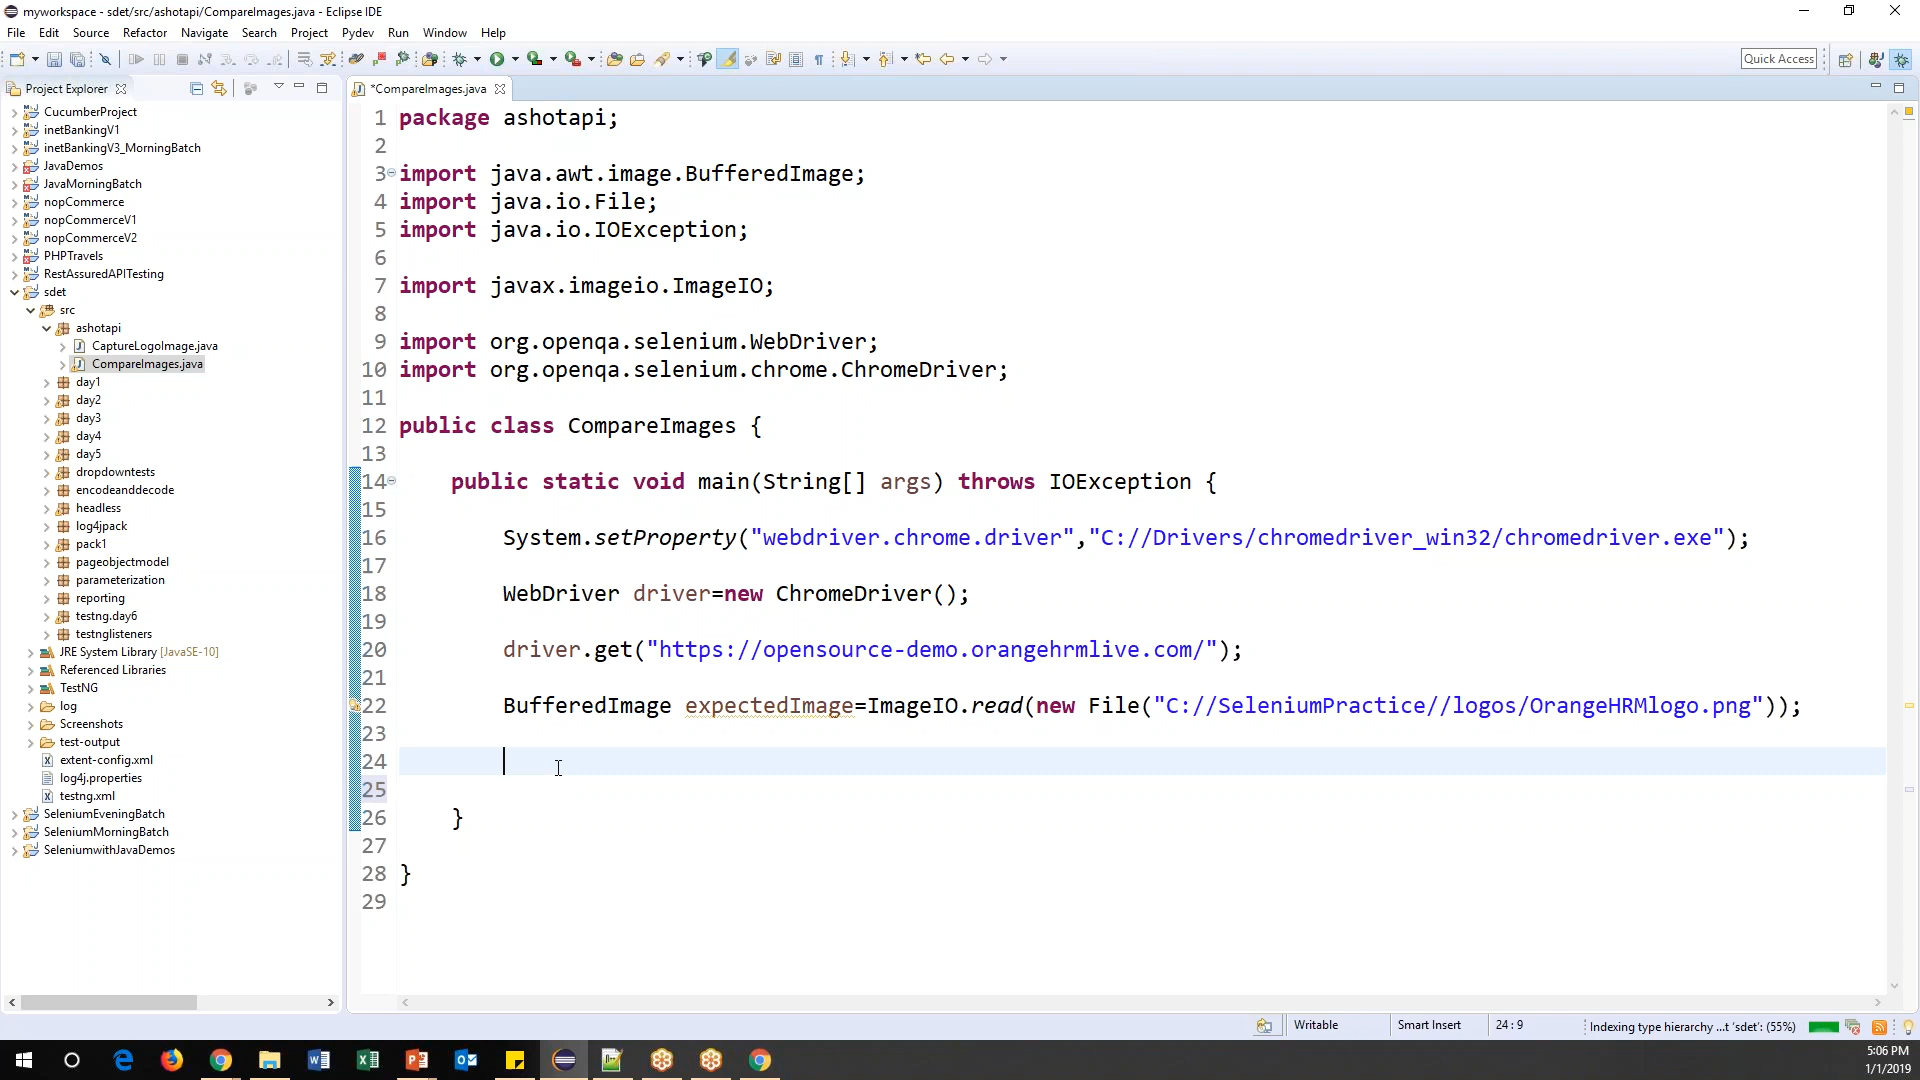 myworkspace - sdet/src/ashotapi/CompareImages.java - Eclipse IDE
File Edit Source Refactor Navigate Search Project Pydev Run Window Help
Quick Access
Project Explorer
*CompareImages.java
CucumberProject
inetBankingV1
inetBankingV3_MorningBatch
JavaDemos
JavaMorningBatch
nopCommerce
nopCommerceV1
nopCommerceV2
PHPTravels
RestAssuredAPITesting
sdet
src
ashotapi
CaptureLogoImage.java
CompareImages.java
day1
day2
day3
day4
day5
dropdowntests
encodeanddecode
headless
log4jpack
pack1
pageobjectmodel
parameterization
reporting
testng.day6
testnglisteners
JRE System Library [JavaSE-10]
Referenced Libraries
TestNG
log
Screenshots
test-output
extent-config.xml
log4j.properties
testng.xml
SeleniumEveningBatch
SeleniumMorningBatch
SeleniumwithJavaDemos
1 package ashotapi;
2
3 import java.awt.image.BufferedImage;
4 import java.io.File;
5 import java.io.IOException;
6
7 import javax.imageio.ImageIO;
8
9 import org.openqa.selenium.WebDriver;
10 import org.openqa.selenium.chrome.ChromeDriver;
11
12 public class CompareImages {
13
14 public static void main(String[] args) throws IOException {
15
16 System.setProperty("webdriver.chrome.driver","C://Drivers/chromedriver_win32/chromedriver.exe");
17
18 WebDriver driver=new ChromeDriver();
19
20 driver.get("https://opensource-demo.orangehrmlive.com/");
21
22 BufferedImage expectedImage=ImageIO.read(new File("C://SeleniumPractice//logos/OrangeHRMlogo.png"));
23
24
25
26 }
27
28 }
29
Writable Smart Insert 24 : 9 Indexing type hierarchy ...t 'sdet': (55%)
5:06 PM
1/1/2019